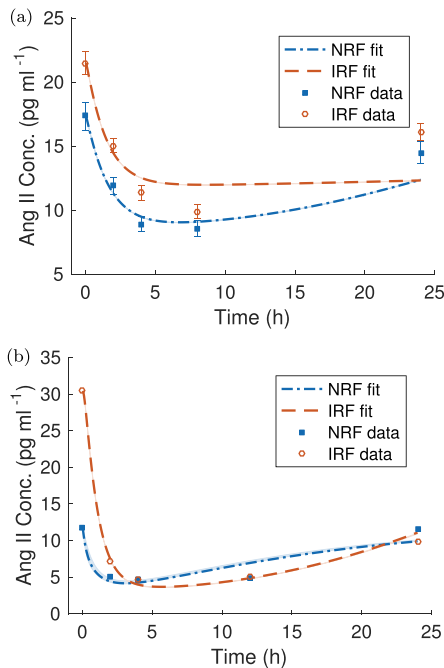 (a)
25
20
15
10
5
Ang II Conc. (pg ml -1)
NRF fit
IRF fit
NRF data
IRF data
0 5 10 15 20 25
Time (h)
(b)
35
30
25
20
15
10
5
0
Ang II Conc. (pg ml -1)
NRF fit
IRF fit
NRF data
IRF data
0 5 10 15 20 25
Time (h)